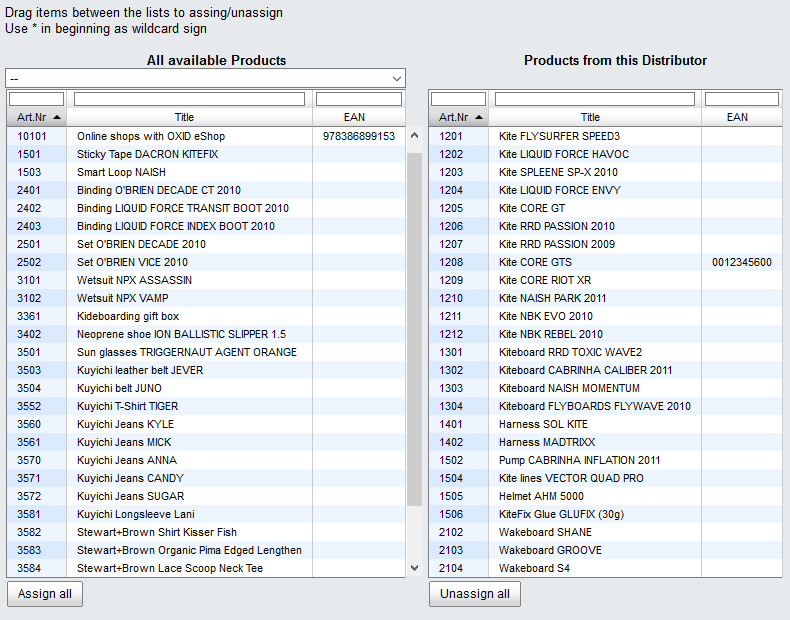 Drag items between the lists to assing/unassign
Use * in beginning as wildcard sign
All available Products
--
Art.Nr Title EAN
10101 Online shops with OXID eShop 978386899153
1501 Sticky Tape DACRON KITEFIX
1503 Smart Loop NAISH
2401 Binding O'BRIEN DECADE CT 2010
2402 Binding LIQUID FORCE TRANSIT BOOT 2010
2403 Binding LIQUID FORCE INDEX BOOT 2010
2501 Set O'BRIEN DECADE 2010
2502 Set O'BRIEN VICE 2010
3101 Wetsuit NPX ASSASSIN
3102 Wetsuit NPX VAMP
3361 Kideboarding gift box
3402 Neoprene shoe ION BALLISTIC SLIPPER 1.5
3501 Sun glasses TRIGGERNAUT AGENT ORANGE
3503 Kuyichi leather belt JEVER
3504 Kuyichi belt JUNO
3552 Kuyichi T-Shirt TIGER
3560 Kuyichi Jeans KYLE
3561 Kuyichi Jeans MICK
3570 Kuyichi Jeans ANNA
3571 Kuyichi Jeans CANDY
3572 Kuyichi Jeans SUGAR
3581 Kuyichi Longsleeve Lani
3582 Stewart+Brown Shirt Kisser Fish
3583 Stewart+Brown Organic Pima Edged Lengthen
3584 Stewart+Brown Lace Scoop Neck Tee
Assign all
Products from this Distributor
Art.Nr Title EAN
1201 Kite FLYSURFER SPEED3
1202 Kite LIQUID FORCE HAVOC
1203 Kite SPLEENE SP-X 2010
1204 Kite LIQUID FORCE ENVY
1205 Kite CORE GT
1206 Kite RRD PASSION 2010
1207 Kite RRD PASSION 2009
1208 Kite CORE GTS 0012345600
1209 Kite CORE RIOT XR
1210 Kite NAISH PARK 2011
1211 Kite NBK EVO 2010
1212 Kite NBK REBEL 2010
1301 Kiteboard RRD TOXIC WAVE2
1302 Kiteboard CABRINHA CALIBER 2011
1303 Kiteboard NAISH MOMENTUM
1304 Kiteboard FLYBOARDS FLYWAVE 2010
1401 Harness SOL KITE
1402 Harness MADTRIXX
1502 Pump CABRINHA INFLATION 2011
1504 Kite lines VECTOR QUAD PRO
1505 Helmet AHM 5000
1506 KiteFix Glue GLUFIX (30g)
2102 Wakeboard SHANE
2103 Wakeboard GROOVE
2104 Wakeboard S4
Unassign all